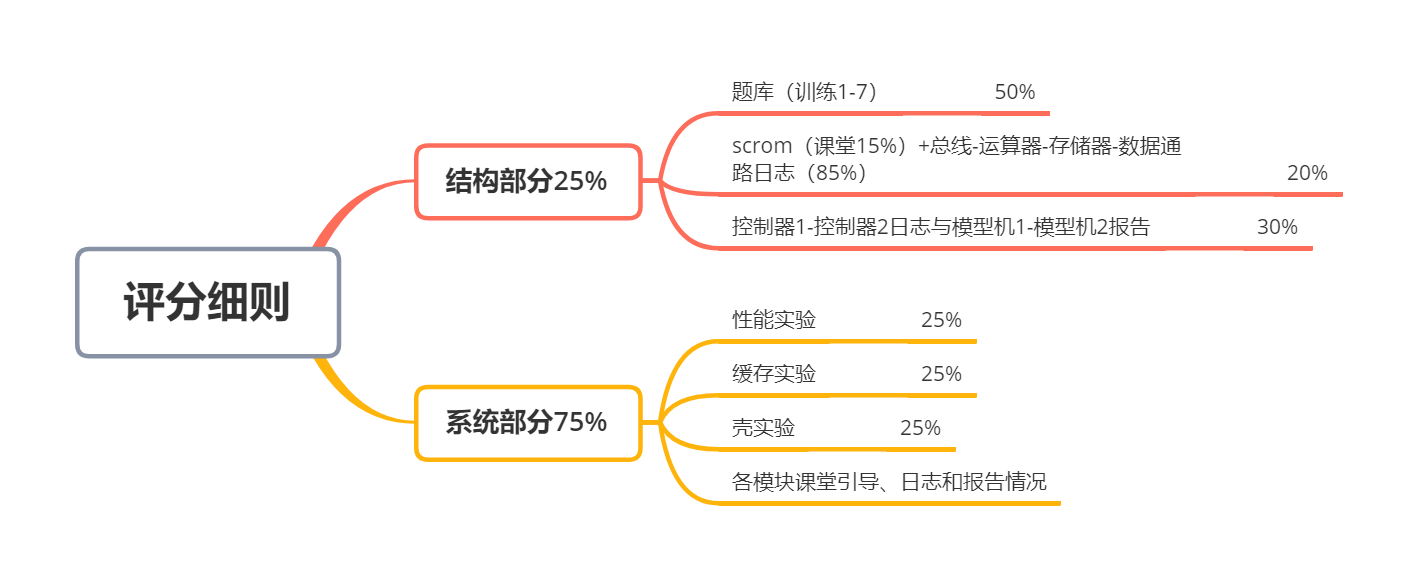 评分细则
结构部分25%
题库（训练1-7） 50%
scrom（课堂15%）+总线-运算器-存储器-数据通
路日志（85%） 20%
控制器1-控制器2日志与模型机1-模型机2报告 30%
系统部分75%
性能实验 25%
缓存实验 25%
壳实验 25%
各模块课堂引导、日志和报告情况